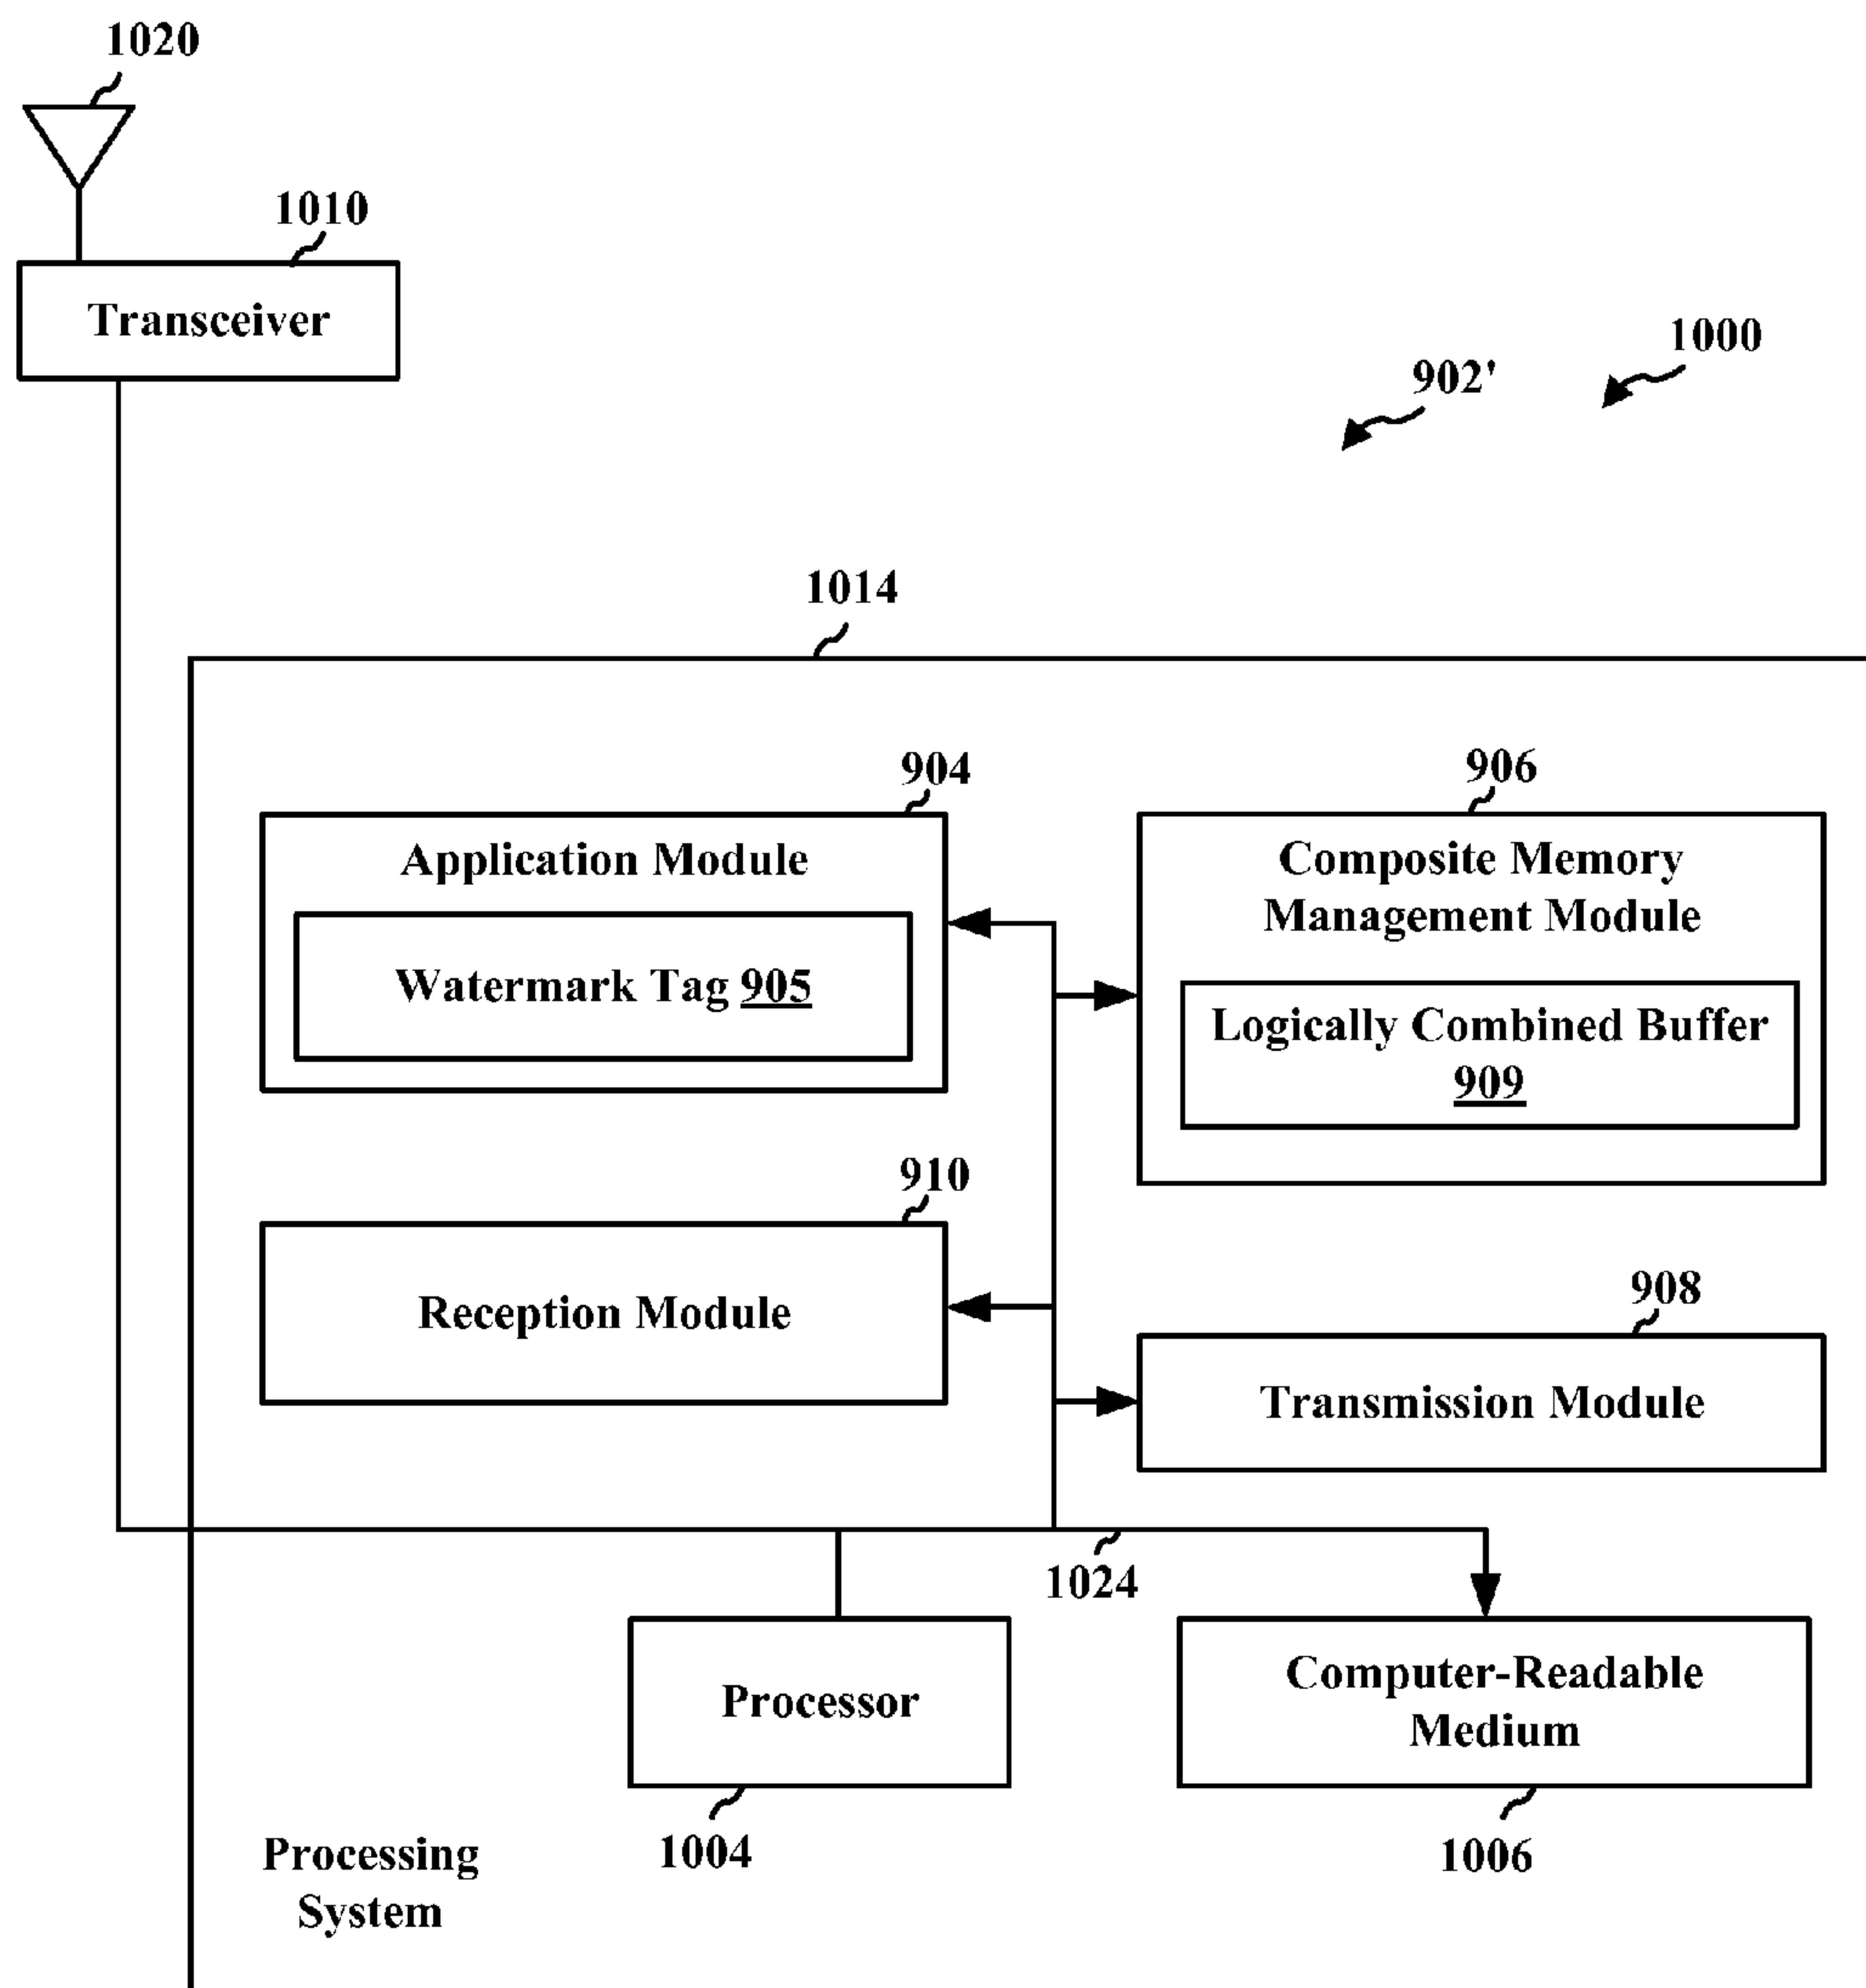 1020
1010
Transceiver
1000
902'
1014
904
906
Application Module
Composite Memory
Management Module
Watermark Tag 905
Logically Combined Buffer
909
910
908
Reception Module
Transmission Module
1024
Processor
Computer-Readable
Medium
1004
1006
Processing
System